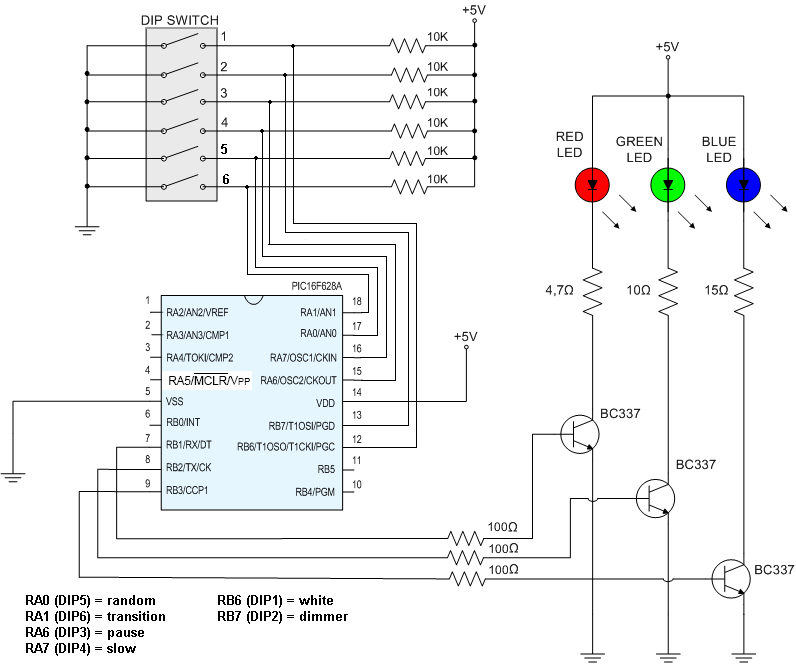 DIP SWITCH
+5V
1
10K
2
10K
3
10K
4
10K
5
10K
6
10K
+5V
RED
LED
GREEN
LED
BLUE
LED
4,7Ω
10Ω
15Ω
PIC16F628A
1
RA2/AN2/VREF
RA1/AN1
18
2
RA3/AN3/CMP1
RA0/AN0
17
3
RA4/TOKI/CMP2
RA7/OSC1/CKIN
16
4
RA5/MCLR/VPP
RA6/OSC2/CKOUT
15
5
VSS
VDD
14
+5V
6
RB0/INT
RB7/T1OSI/PGD
13
7
RB1/RX/DT
RB6/T1OSO/T1CKI/PGC
12
8
RB2/TX/CK
RB5
11
9
RB3/CCP1
RB4/PGM
10
BC337
BC337
BC337
100Ω
100Ω
100Ω
RA0 (DIP5) = random
RA1 (DIP6) = transition
RA6 (DIP3) = pause
RA7 (DIP4) = slow
RB6 (DIP1) = white
RB7 (DIP2) = dimmer